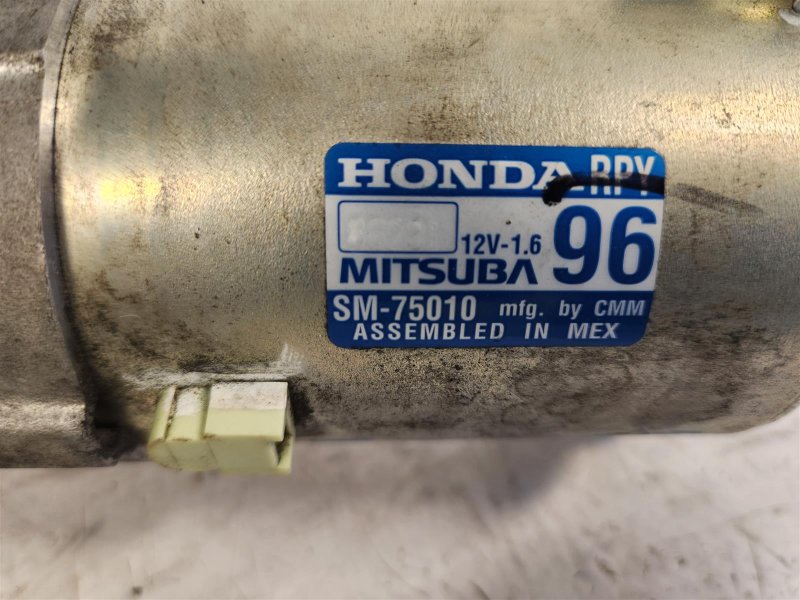 HONDA RPY
12V-1.6 96
MITSUBA
SM-75010 mfg. by CMM
ASSEMBLED IN MEX